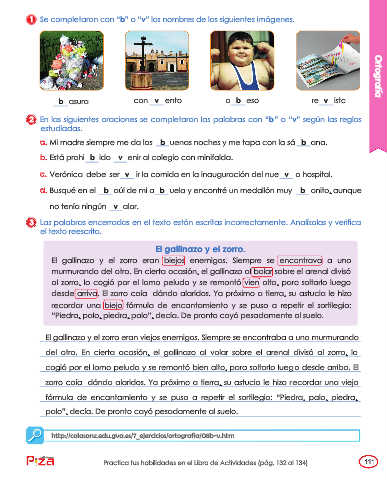 1 Se completaron con "b" o "v" los nombres de los siguientes imágenes.
b asura
con v ento
o b eso
re v ista
Ortografía
2 En las siguientes oraciones se completaron las palabras con "b" o "v" según las reglas
estudiadas.
a. Mi madre siempre me da las b uenas noches y me tapa con la sá b ana.
b. Está prohi b ido v enir al colegio con minifalda.
c. Verónica debe ser v ir la comida en la inauguración del nue v o hospital.
d. Busqué en el b aúl de mi a b uela y encontré un medallón muy b onito, aunque
no tenía ningún v alor.
3 Las palabras encerradas en el texto están escritas incorrectamente. Analízalas y verifica
el texto reescrito.
El gallinazo y el zorro.
El gallinazo y el zorro eran biejos enemigos. Siempre se encontrava a uno
murmurando del otro. En cierta ocasión, el gallinazo al bolar sobre el arenal divisó
al zorro, lo cogió por el lomo peludo y se remontó vien alto, para soltarlo luego
desde arriva. El zorro caía dándo alaridos. Ya próximo a tierra, su astucia le hizo
recordar una bieja fórmula de encantamiento y se puso a repetir el sortilegio:
"Piedra, palo, piedra, palo", decía. De pronto cayó pesadamente al suelo.
El gallinazo y el zorro eran viejos enemigos. Siempre se encontraba a uno murmurando
del otro. En cierta ocasión, el gallinazo al volar sobre el arenal divisó al zorro, lo
cogió por el lomo peludo y se remontó bien alto, para soltarlo luego desde arriba. El
zorro caía dándo alaridos. Ya próximo a tierra, su astucia le hizo recordar una vieja
fórmula de encantamiento y se puso a repetir el sortilegio: "Piedra, palo, piedra,
palo", decía. De pronto cayó pesadamente al suelo.
http://colasanz.edu.gva.es/7_ejercicios/ortografia/08b-v.htm
Pizza
Practica tus habilidades en el Libro de Actividades (pág. 132 al 134)
111